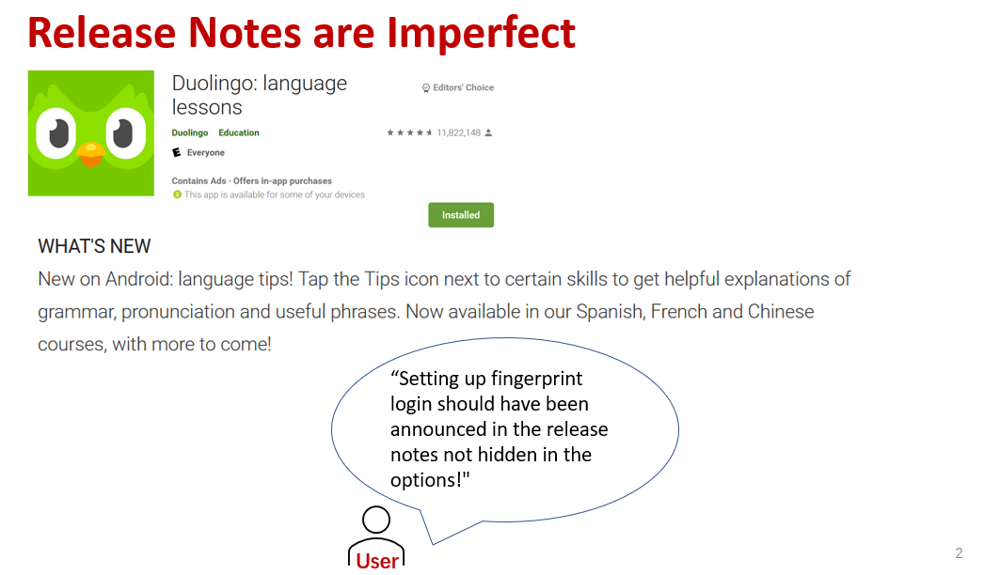 Release Notes are Imperfect
Duolingo: language
lessons
Editors' Choice
Duolingo Education
11,822,148
E Everyone
Contains Ads · Offers in-app purchases
This app is available for some of your devices
Installed
WHAT'S NEW
New on Android: language tips! Tap the Tips icon next to certain skills to get helpful explanations of
grammar, pronunciation and useful phrases. Now available in our Spanish, French and Chinese
courses, with more to come!
“Setting up fingerprint
login should have been
announced in the release
notes not hidden in the
options!"
User
2